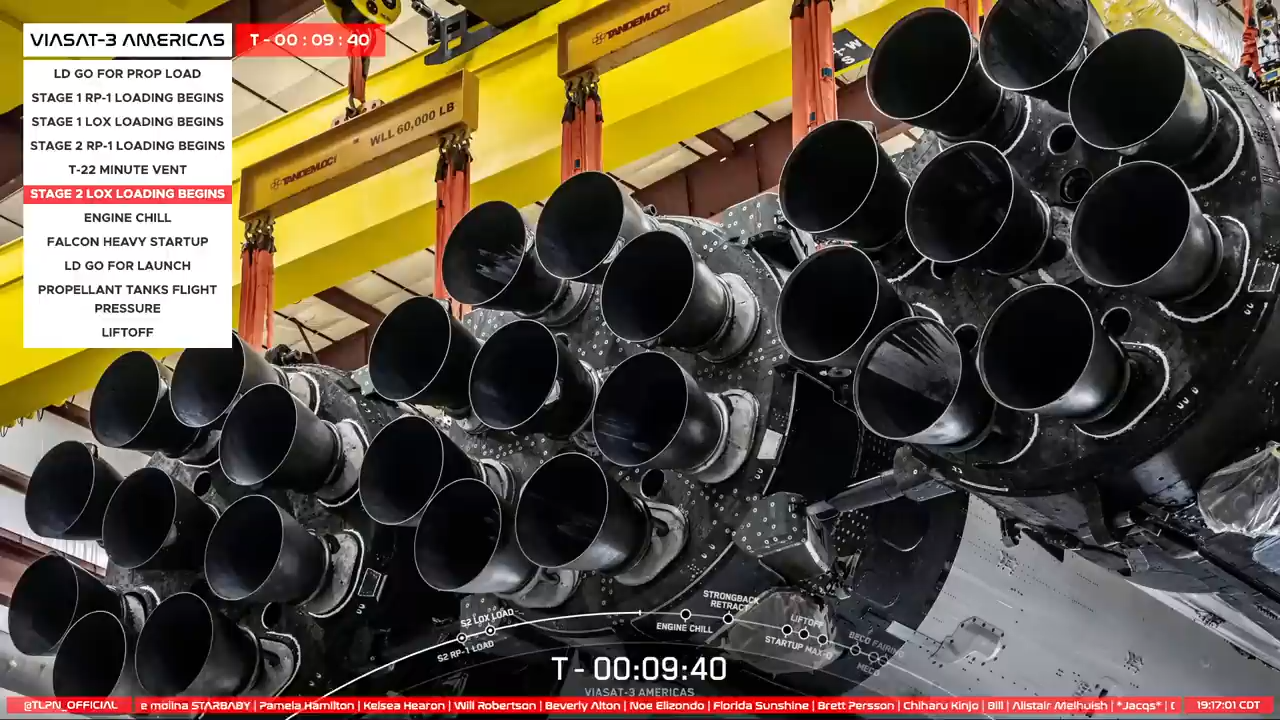 VIASAT-3 AMERICAS
T - 00 : 09 : 40
LD GO FOR PROP LOAD
STAGE 1 RP-1 LOADING BEGINS
STAGE 1 LOX LOADING BEGINS
STAGE 2 RP-1 LOADING BEGINS
T-22 MINUTE VENT
STAGE 2 LOX LOADING BEGINS
ENGINE CHILL
FALCON HEAVY STARTUP
LD GO FOR LAUNCH
PROPELLANT TANKS FLIGHT
PRESSURE
LIFTOFF
TANDEMLOC!
WLL 60,000 LB
TANDEMLOC!
S2 LOX LOAD
S2 RP-1 LOAD
ENGINE CHILL
STRONGBACK
RETRACT
LIFTOFF
STARTUP
MAX-Q
BECO
FAIRING
MECO
T - 00:09:40
VIASAT-3 AMERICAS
@TLPN_OFFICIAL
e molina STARBABY | Pamela Hamilton | Kelsea Hearon | Will Robertson | Beverly Alton | Noe Elizondo | Florida Sunshine | Brett Persson | Chiharu Kinjo | Bill | Alistair Melhuish | *Jacqs* |
19:17:01 CDT